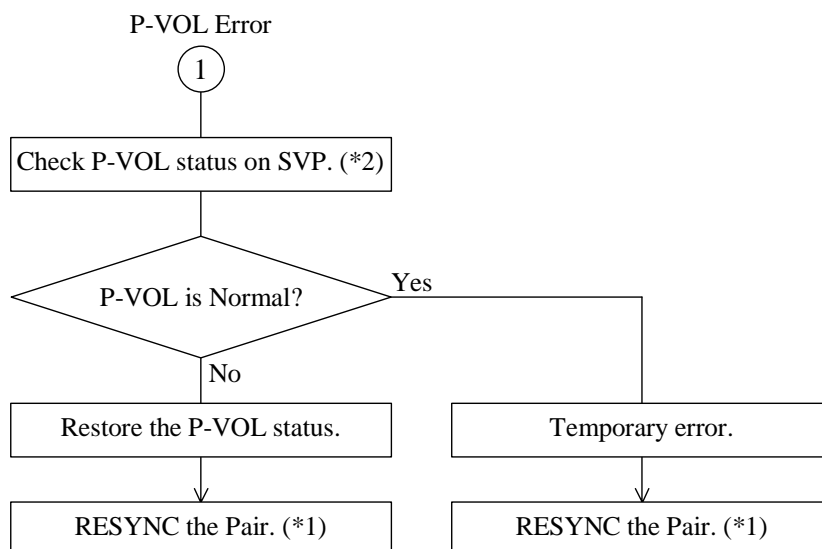 P-VOL Error
1
Check P-VOL status on SVP. (*2)
P-VOL is Normal?
Yes
No
Restore the P-VOL status.
Temporary error.
RESYNC the Pair. (*1)
RESYNC the Pair. (*1)